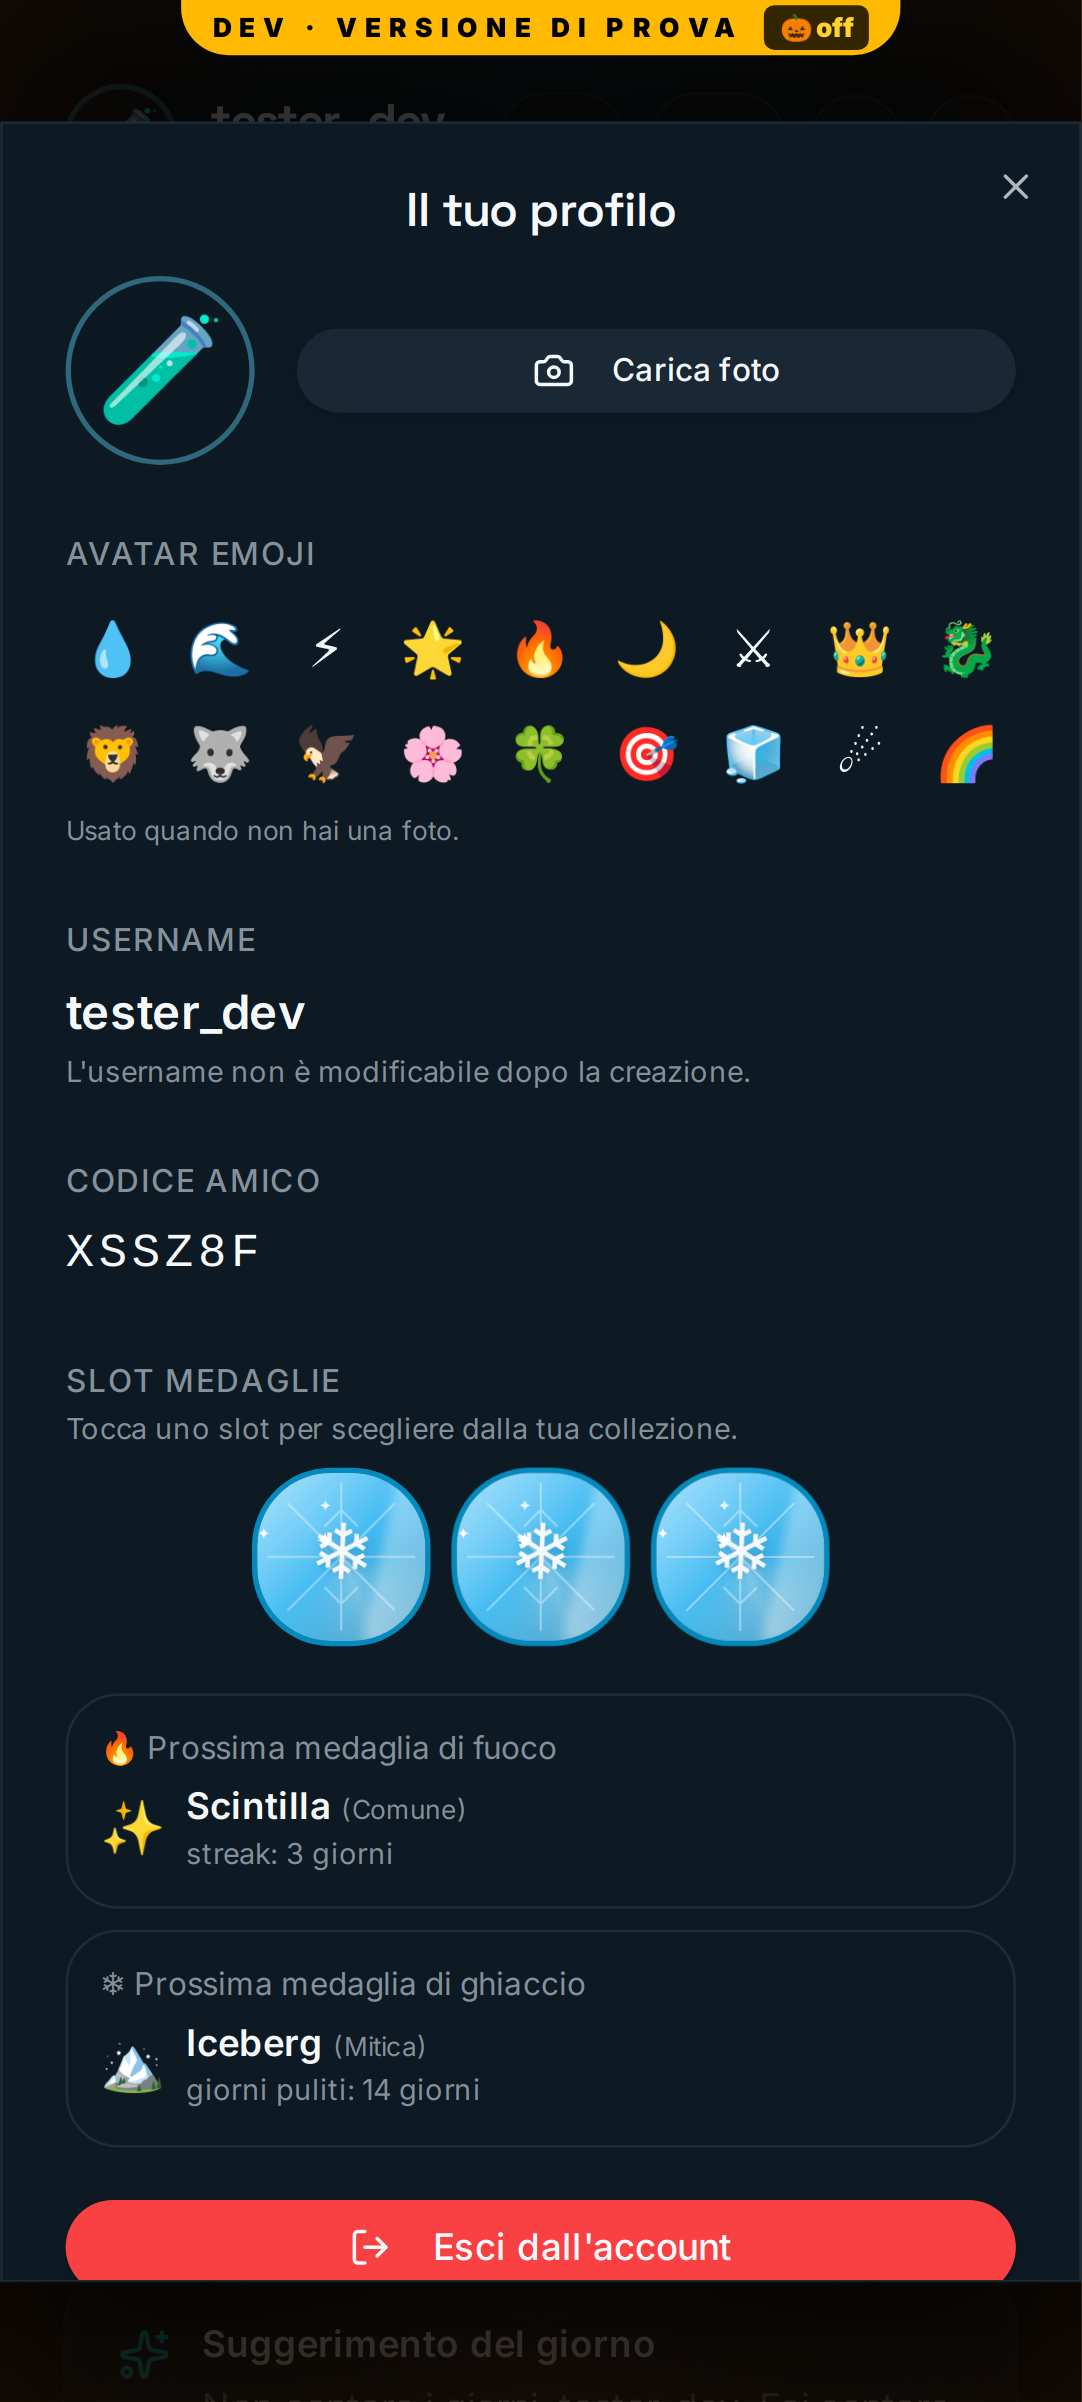 DEV · VERSIONE DI PROVA 🎃 off
tester_dev
Il tuo profilo
Carica foto
AVATAR EMOJI
Usato quando non hai una foto.
USERNAME
tester_dev
L'username non è modificabile dopo la creazione.
CODICE AMICO
XSSZ8F
SLOT MEDAGLIE
Tocca uno slot per scegliere dalla tua collezione.
🔥 Prossima medaglia di fuoco
Scintilla (Comune)
streak: 3 giorni
❄ Prossima medaglia di ghiaccio
Iceberg (Mitica)
giorni puliti: 14 giorni
Esci dall'account
Suggerimento del giorno